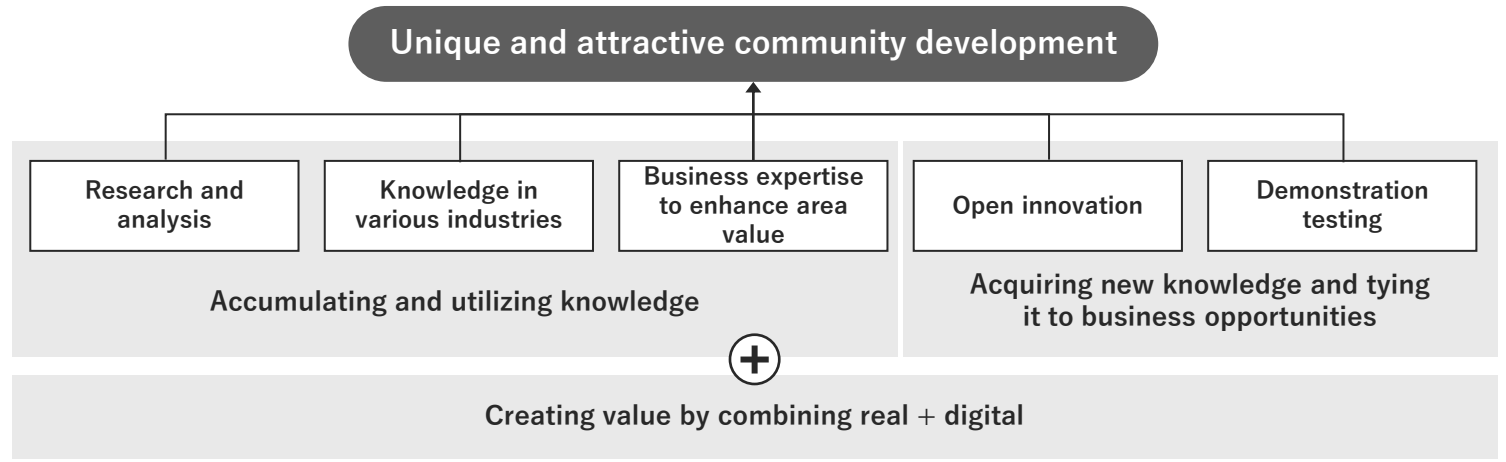 Unique and attractive community development
Research and
analysis
Knowledge in
various industries
Business expertise
to enhance area
value
Open innovation
Demonstration
testing
Accumulating and utilizing knowledge
Acquiring new knowledge and tying
it to business opportunities
+
Creating value by combining real + digital